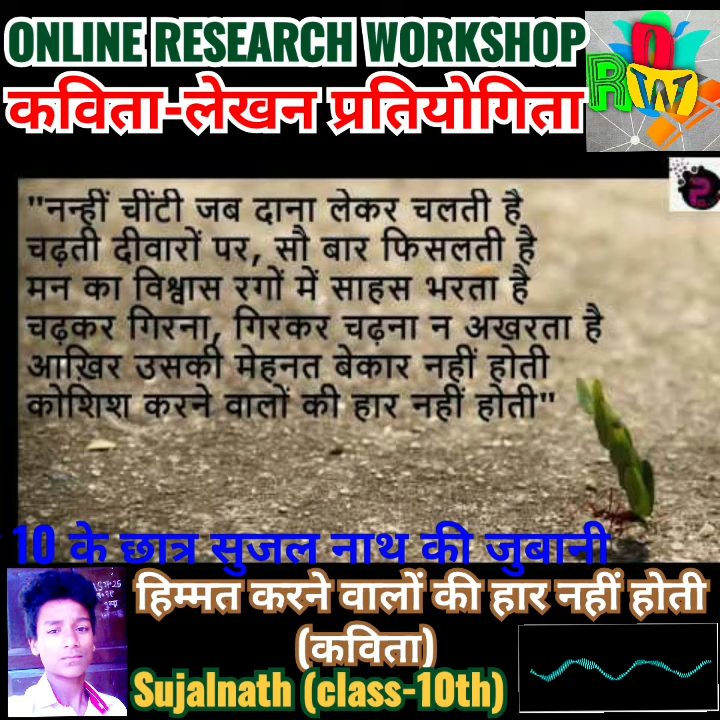 ONLINE RESEARCH WORKSHOP
ROW
कविता-लेखन प्रतियोगिता
"नन्हीं चींटी जब दाना लेकर चलती है
चढ़ती दीवारों पर, सौ बार फिसलती है
मन का विश्वास रगों में साहस भरता है
चढ़कर गिरना, गिरकर चढ़ना न अखरता है
आख़िर उसकी मेहनत बेकार नहीं होती
कोशिश करने वालों की हार नहीं होती"
10 के छात्र सुजल नाथ की जुबानी
हिम्मत करने वालों की हार नहीं होती
(कविता)
Sujalnath (class-10th)